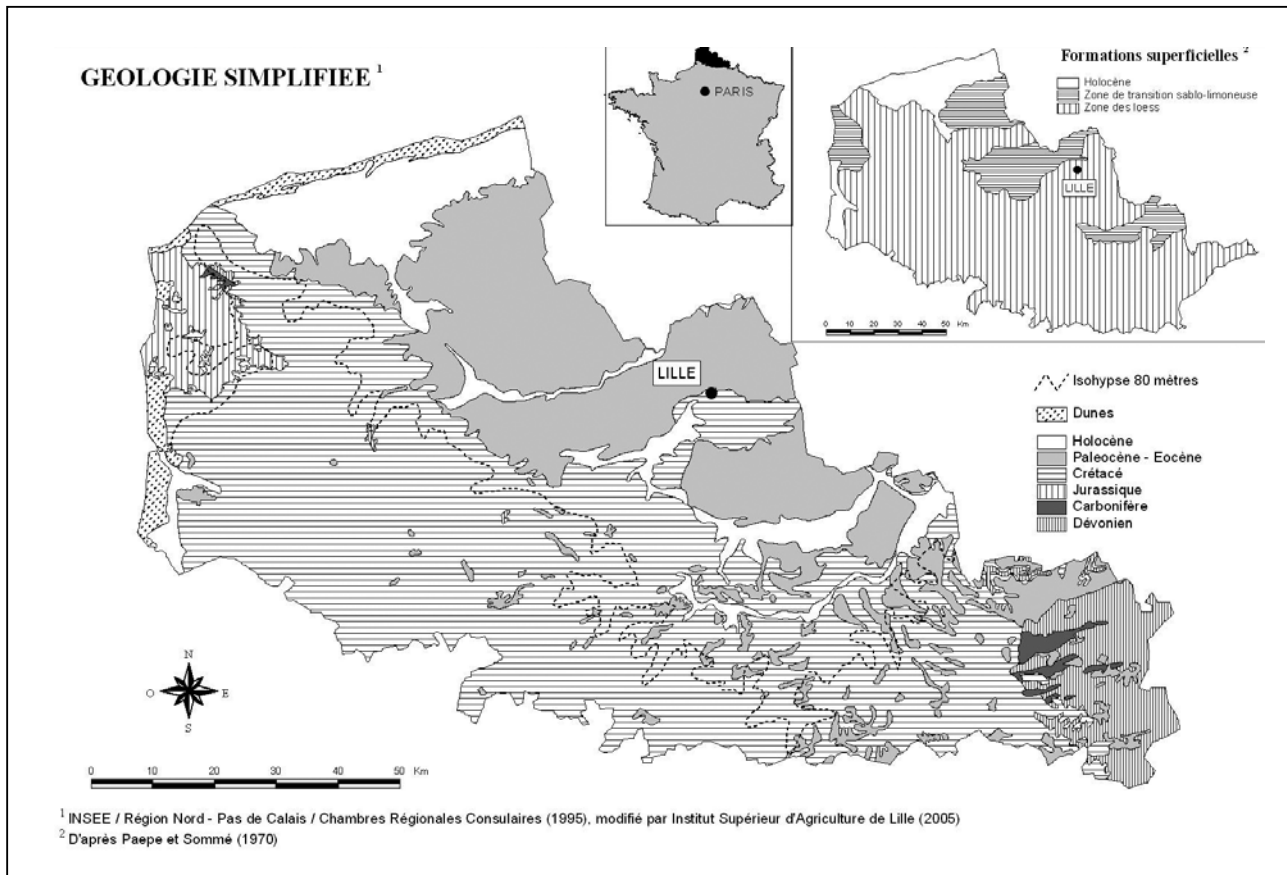 GEOLOGIE SIMPLIFIEE 1
PARIS
Formations superficielles 2
Holocène
Zone de transition sablo-limoneuse
Zone des loess
LILLE
0 10 20 30 40 50 Km
LILLE
Isohypse 80 mètres
Dunes
Holocène
Paleocène - Eocène
Crétacé
Jurassique
Carbonifère
Dévonien
N
O E
S
0 10 20 30 40 50 Km
1 INSEE / Région Nord - Pas de Calais / Chambres Régionales Consulaires (1995), modifié par Institut Supérieur d'Agriculture de Lille (2005)
2 D'après Paepe et Sommé (1970)